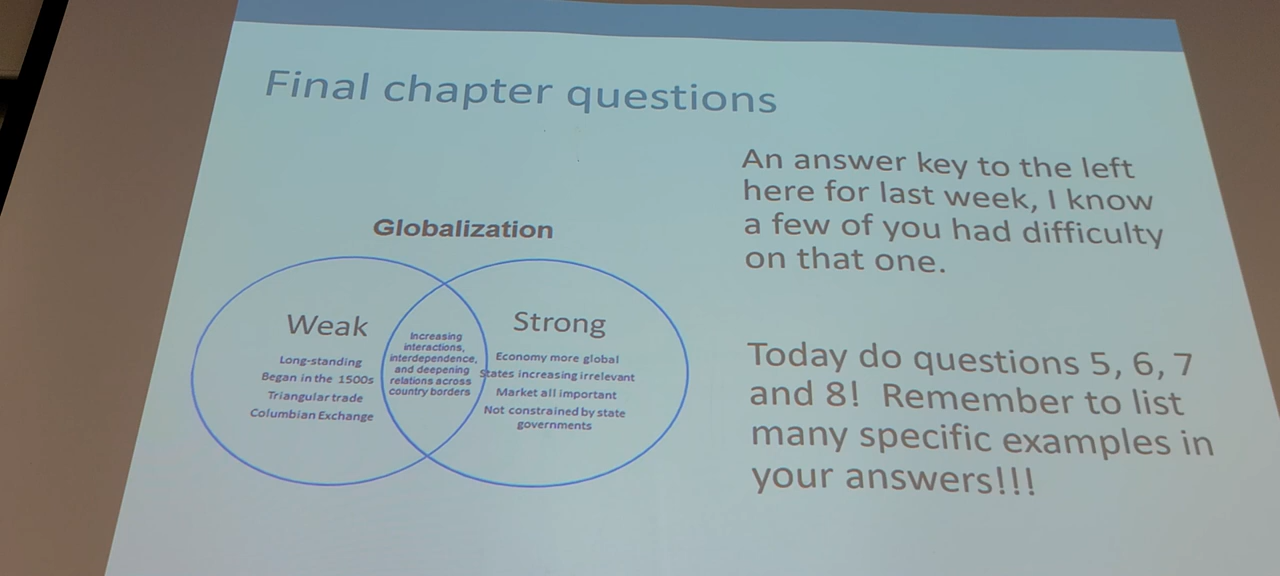 Final chapter questions
An answer key to the left
here for last week, I know
a few of you had difficulty
on that one.
Globalization
Weak
Long-standing
Began in the 1500s
Triangular trade
Columbian Exchange
Increasing
interactions,
interdependence,
and deepening
relations across
country borders
Strong
Economy more global
States increasing irrelevant
Market all important
Not constrained by state
governments
Today do questions 5, 6, 7
and 8! Remember to list
many specific examples in
your answers!!!